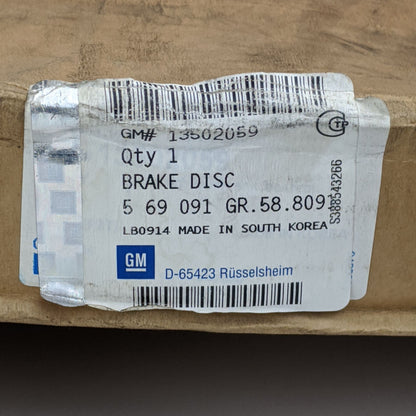 GM# 13502059
Qty 1
BRAKE DISC
5 69 091 GR.58.809
LB0914 MADE IN SOUTH KOREA
S388543266
GM
D-65423 Rüsselsheim